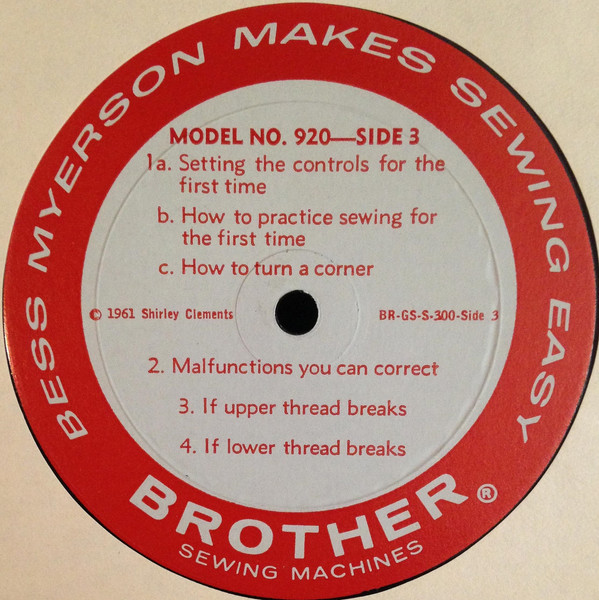 BESS MYERSON MAKES SEWING EASY
MODEL NO. 920—SIDE 3
1a. Setting the controls for the
first time
b. How to practice sewing for
the first time
c. How to turn a corner
© 1961 Shirley Clements
BR-GS-S-300-Side 3
2. Malfunctions you can correct
3. If upper thread breaks
4. If lower thread breaks
BROTHER®
SEWING MACHINES